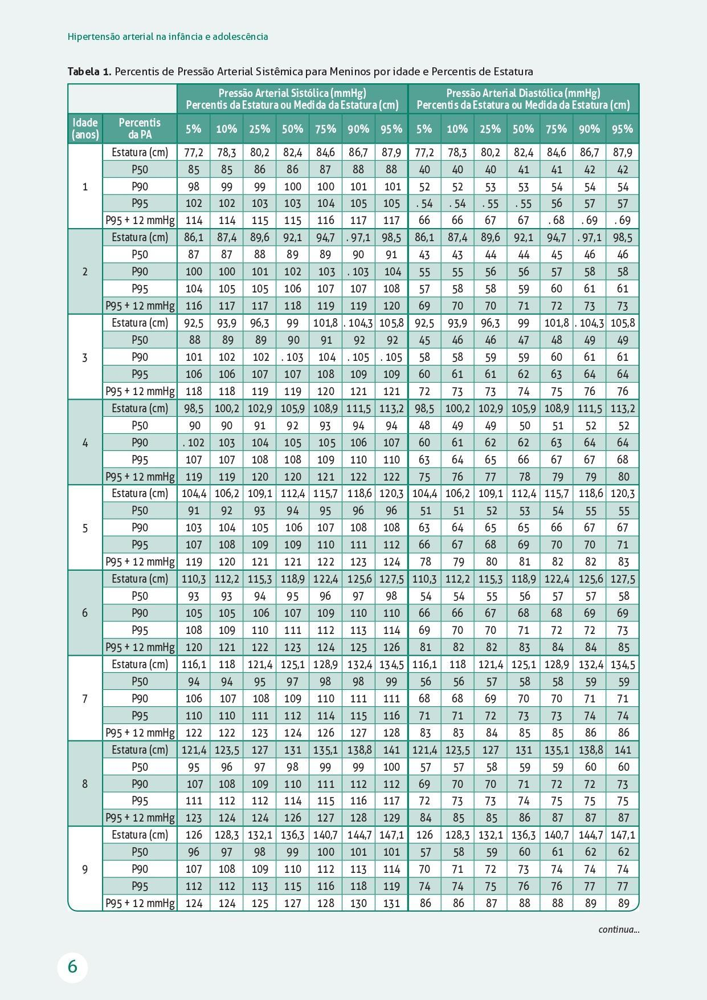 Hipertensão arterial na infância e adolescência
Tabela 1. Percentis de Pressão Arterial Sistêmica para Meninos por idade e Percentis de Estatura
Pressão Arterial Sistólica (mmHg) Pressão Arterial Diastólica (mmHg)
Percentis da Estatura ou Medida da Estatura (cm) Percentis da Estatura ou Medida da Estatura (cm)
Idade (anos) Percentis da PA 5% 10% 25% 50% 75% 90% 95% 5% 10% 25% 50% 75% 90% 95%
Estatura (cm) 77,2 78,3 80,2 82,4 84,6 86,7 87,9 77,2 78,3 80,2 82,4 84,6 86,7 87,9
P50 85 85 86 86 87 88 88 40 40 40 41 41 42 42
1 P90 98 99 99 100 100 101 101 52 52 53 53 54 54 54
P95 102 102 103 103 104 105 105 . 54 . 54 . 55 . 55 56 57 57
P95 + 12 mmHg 114 114 115 115 116 117 117 66 66 67 67 . 68 . 69 . 69
Estatura (cm) 86,1 87,4 89,6 92,1 94,7 . 97,1 98,5 86,1 87,4 89,6 92,1 94,7 . 97,1 98,5
P50 87 87 88 89 89 90 91 43 43 44 44 45 46 46
2 P90 100 100 101 102 103 . 103 104 55 55 56 56 57 58 58
P95 104 105 105 106 107 107 108 57 58 58 59 60 61 61
P95 + 12 mmHg 116 117 117 118 119 119 120 69 70 70 71 72 73 73
Estatura (cm) 92,5 93,9 96,3 99 101,8 . 104,3 105,8 92,5 93,9 96,3 99 101,8 . 104,3 105,8
P50 88 89 89 90 91 92 92 45 46 46 47 48 49 49
3 P90 101 102 102 . 103 104 . 105 . 105 58 58 59 59 60 61 61
P95 106 106 107 107 108 109 109 60 61 61 62 63 64 64
P95 + 12 mmHg 118 118 119 119 120 121 121 72 73 73 74 75 76 76
Estatura (cm) 98,5 100,2 102,9 105,9 108,9 111,5 113,2 98,5 100,2 102,9 105,9 108,9 111,5 113,2
P50 90 90 91 92 93 94 94 48 49 49 50 51 52 52
4 P90 . 102 103 104 105 105 106 107 60 61 62 62 63 64 64
P95 107 107 108 108 109 110 110 63 64 65 66 67 67 68
P95 + 12 mmHg 119 119 120 120 121 122 122 75 76 77 78 79 79 80
Estatura (cm) 104,4 106,2 109,1 112,4 115,7 118,6 120,3 104,4 106,2 109,1 112,4 115,7 118,6 120,3
P50 91 92 93 94 95 96 96 51 51 52 53 54 55 55
5 P90 103 104 105 106 107 108 108 63 64 65 65 66 67 67
P95 107 108 109 109 110 111 112 66 67 68 69 70 70 71
P95 + 12 mmHg 119 120 121 121 122 123 124 78 79 80 81 82 82 83
Estatura (cm) 110,3 112,2 115,3 118,9 122,4 125,6 127,5 110,3 112,2 115,3 118,9 122,4 125,6 127,5
P50 93 93 94 95 96 97 98 54 54 55 56 57 57 58
6 P90 105 105 106 107 109 110 110 66 66 67 68 68 69 69
P95 108 109 110 111 112 113 114 69 70 70 71 72 72 73
P95 + 12 mmHg 120 121 122 123 124 125 126 81 82 82 83 84 84 85
Estatura (cm) 116,1 118 121,4 125,1 128,9 132,4 134,5 116,1 118 121,4 125,1 128,9 132,4 134,5
P50 94 94 95 97 98 98 99 56 56 57 58 58 59 59
7 P90 106 107 108 109 110 111 111 68 68 69 70 70 71 71
P95 110 110 111 112 114 115 116 71 71 72 73 73 74 74
P95 + 12 mmHg 122 122 123 124 126 127 128 83 83 84 85 85 86 86
Estatura (cm) 121,4 123,5 127 131 135,1 138,8 141 121,4 123,5 127 131 135,1 138,8 141
P50 95 96 97 98 99 99 100 57 57 58 59 59 60 60
8 P90 107 108 109 110 111 112 112 69 70 70 71 72 72 73
P95 111 112 112 114 115 116 117 72 73 73 74 75 75 75
P95 + 12 mmHg 123 124 124 126 127 128 129 84 85 85 86 87 87 87
Estatura (cm) 126 128,3 132,1 136,3 140,7 144,7 147,1 126 128,3 132,1 136,3 140,7 144,7 147,1
P50 96 97 98 99 100 101 101 57 58 59 60 61 62 62
9 P90 107 108 109 110 112 113 114 70 71 72 73 74 74 74
P95 112 112 113 115 116 118 119 74 74 75 76 76 77 77
P95 + 12 mmHg 124 124 125 127 128 130 131 86 86 87 88 88 89 89
continua...
6